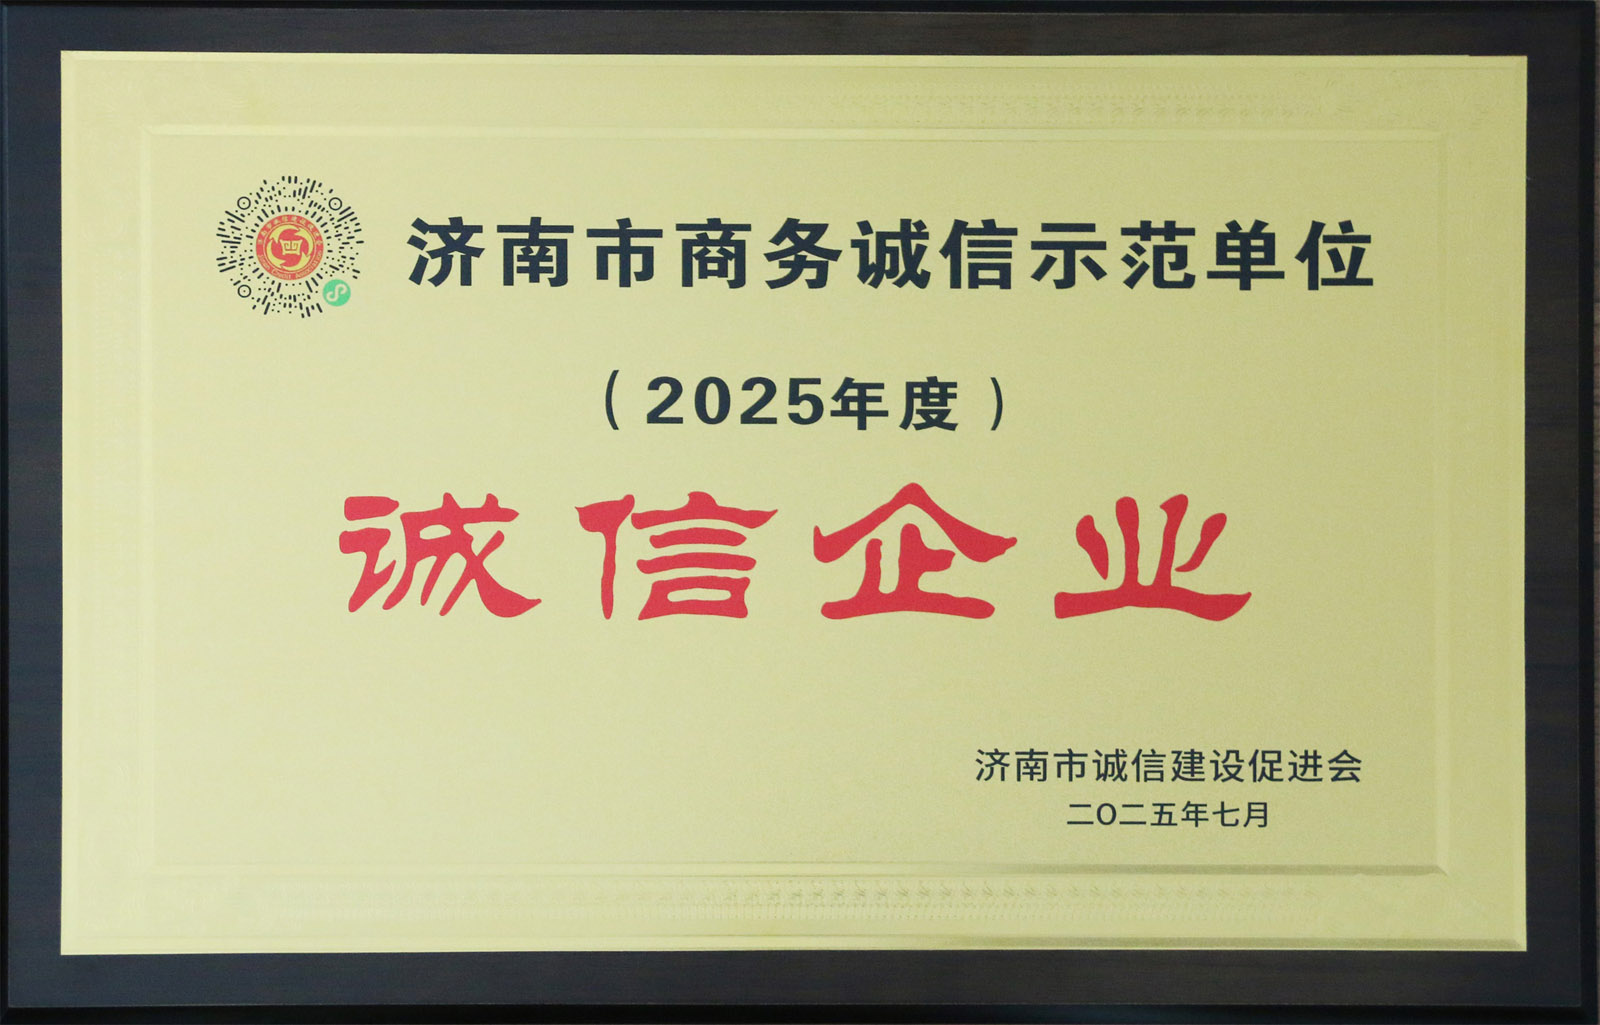 济南市商务诚信示范单位
（2025年度）
诚信企业
济南市诚信建设促进会
二〇二五年七月